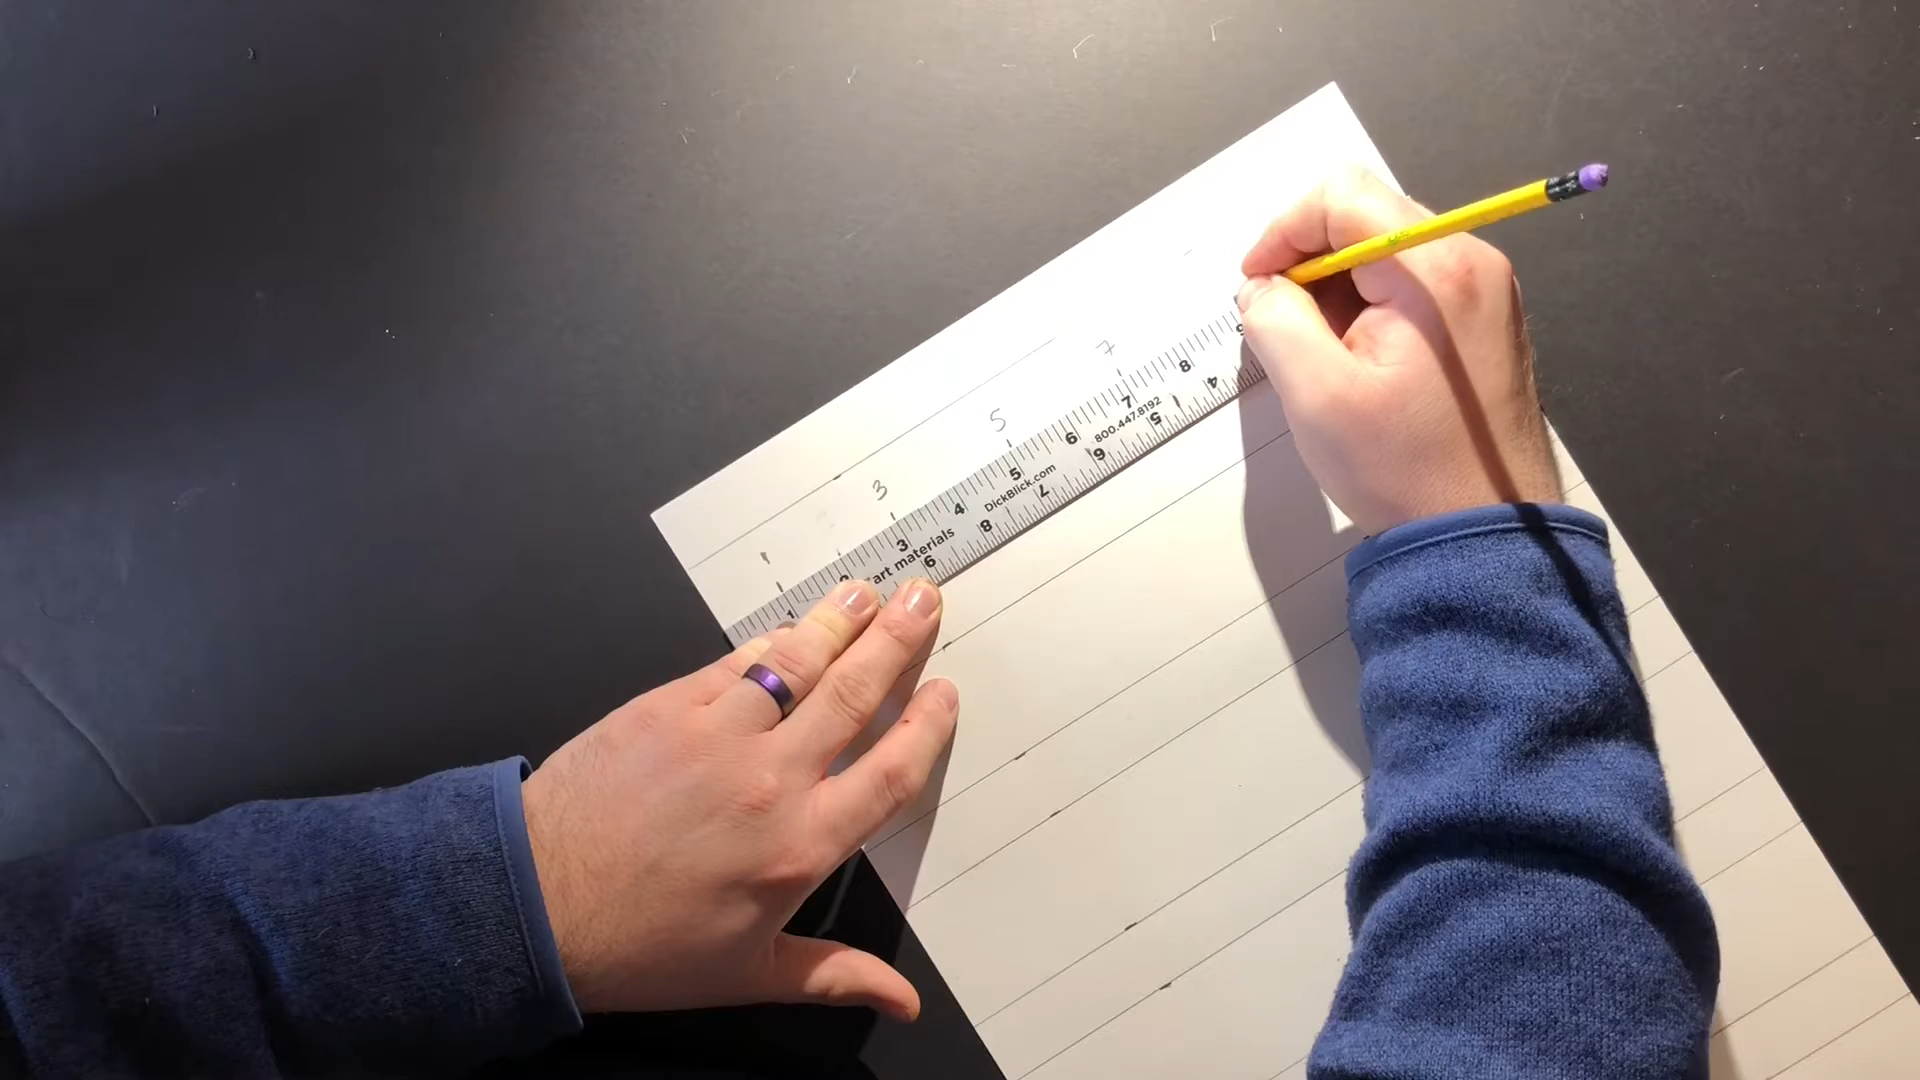 1 3 5 7
1 2 3 4 5 6 7 8 9
art materials DickBlick.com 800.447.8192
9 8 7 6 5 4